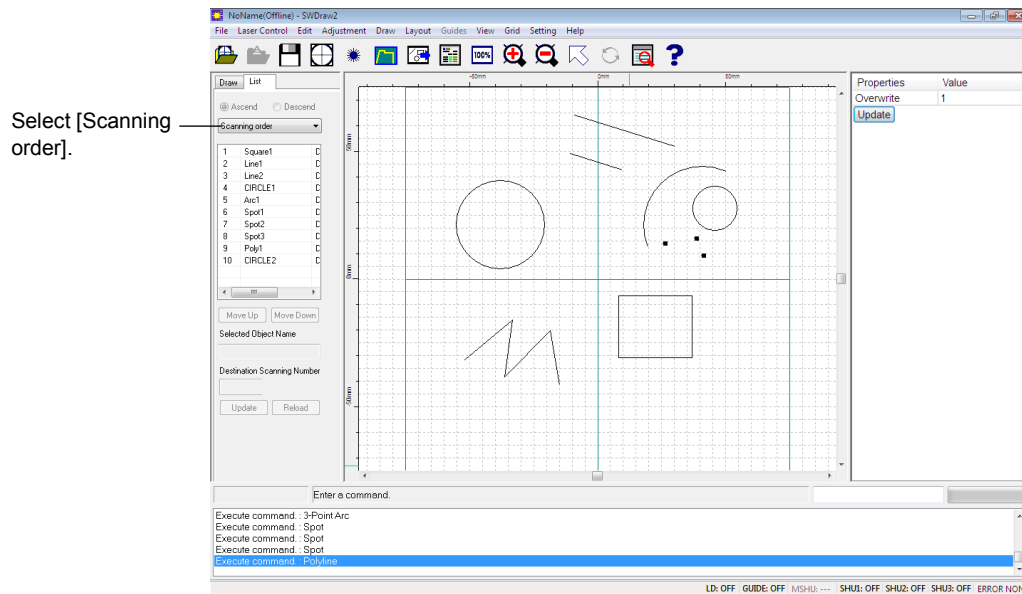 NoName(Offline) - SWDraw2
File Laser Control Edit Adjustment Draw Layout Guides View Grid Setting Help
100%
?
Draw List
-50mm 0mm 50mm
Properties Value
Overwrite 1
Update
Ascend Descend
Select [Scanning
order].
Scanning order
1 Square1 D
2 Line1 D
3 Line2 D
4 CIRCLE1 D
5 Arc1 D
6 Spot1 D
7 Spot2 D
8 Spot3 D
9 Poly1 D
10 CIRCLE2 D
50mm
0mm
-50mm
Move Up Move Down
Selected Object Name
Destination Scanning Number
Update Reload
Enter a command.
Execute command. : 3-Point Arc
Execute command. : Spot
Execute command. : Spot
Execute command. : Spot
Execute command. : Polyline
LD: OFF GUIDE: OFF MSHU: --- SHU1: OFF SHU2: OFF SHU3: OFF ERROR NON